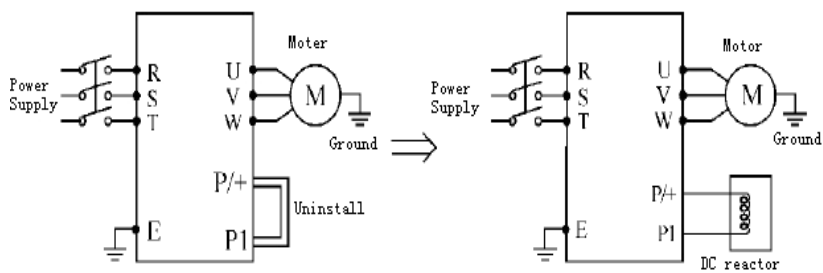 Moter
R
U
Power
Supply
S
V
M
T
W
Ground
P/+
Uninstall
E
P1
Motor
R
U
Power
Supply
S
V
M
T
W
Ground
P/+
E
P1
DC reactor